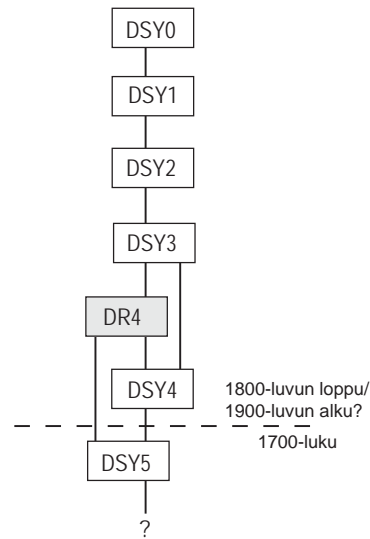 DSY0
DSY1
DSY2
DSY3
DR4
DSY4
1800-luvun loppu/
1900-luvun alku?
1700-luku
DSY5
?